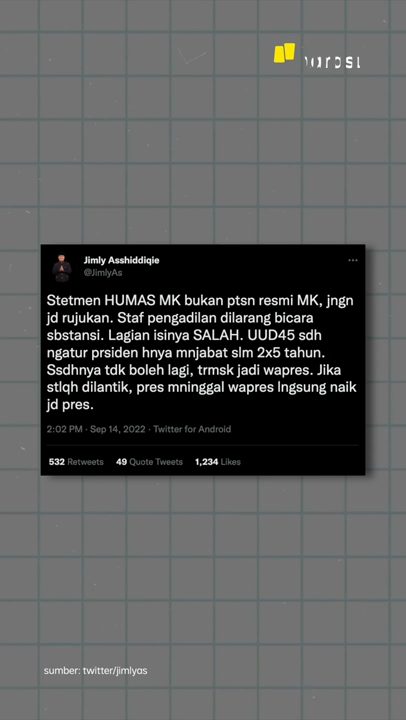 Jimly Asshiddiqie
@JimlyAs
Stetmen HUMAS MK bukan ptsn resmi MK, jngn
jd rujukan. Staf pengadilan dilarang bicara
sbstansi. Lagian isinya SALAH. UUD45 sdh
ngatur prsiden hnya mnjabat slm 2x5 tahun.
Ssdhnya tdk boleh lagi, trmsk jadi wapres. Jika
stlqh dilantik, pres mninggal wapres lngsung naik
jd pres.
2:02 PM · Sep 14, 2022 · Twitter for Android
532 Retweets 49 Quote Tweets 1,234 Likes
sumber: twitter/jimlyas